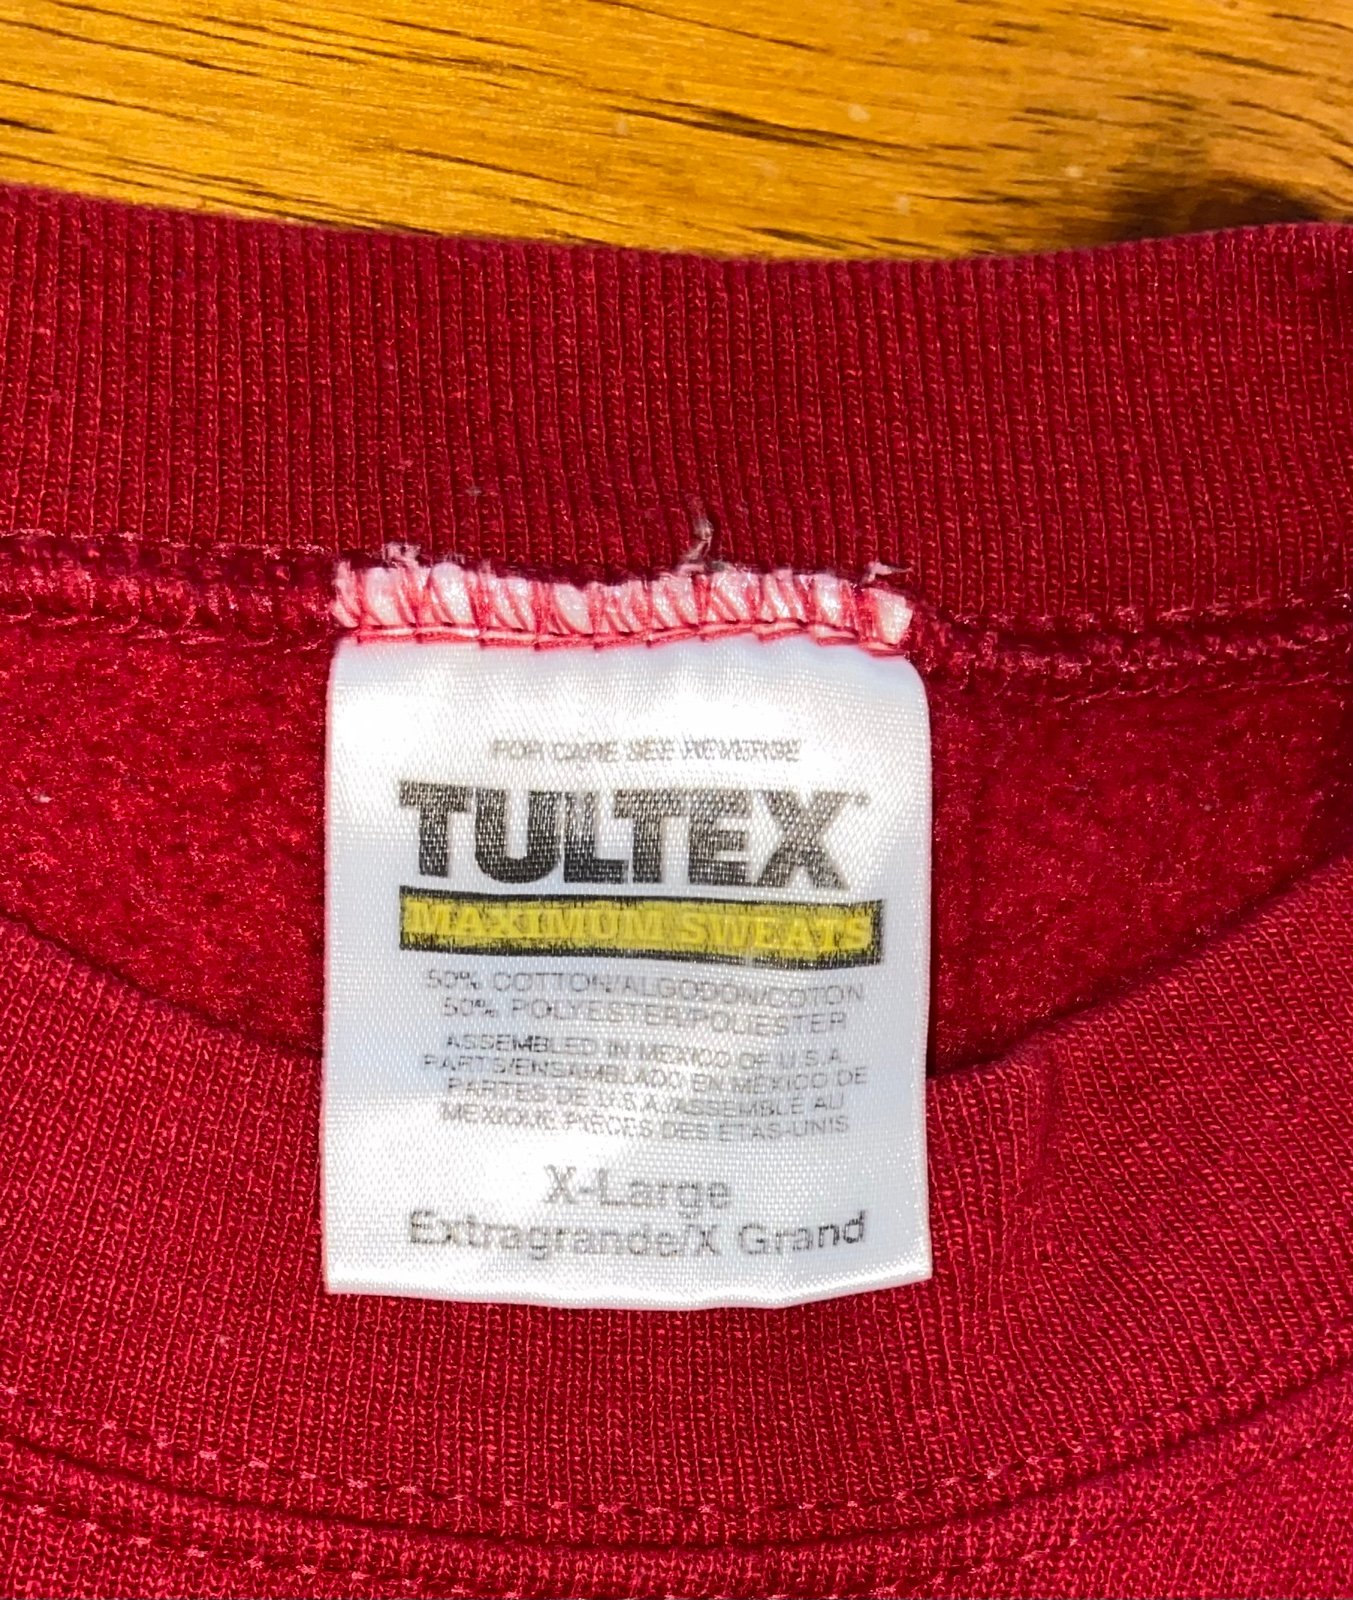 FOR CARE SEE REVERSE
TULTEX®
MAXIMUM SWEATS
50% COTTON/ALGODON/COTON
50% POLYESTER/POLIESTER
ASSEMBLED IN MEXICO OF U.S.A.
PARTS/ENSAMBLADO EN MEXICO DE
PARTES DE U.S.A./ASSEMBLE AU
MEXIQUE PIECES DES ETAS-UNIS
X-Large
Extragrande/X Grand